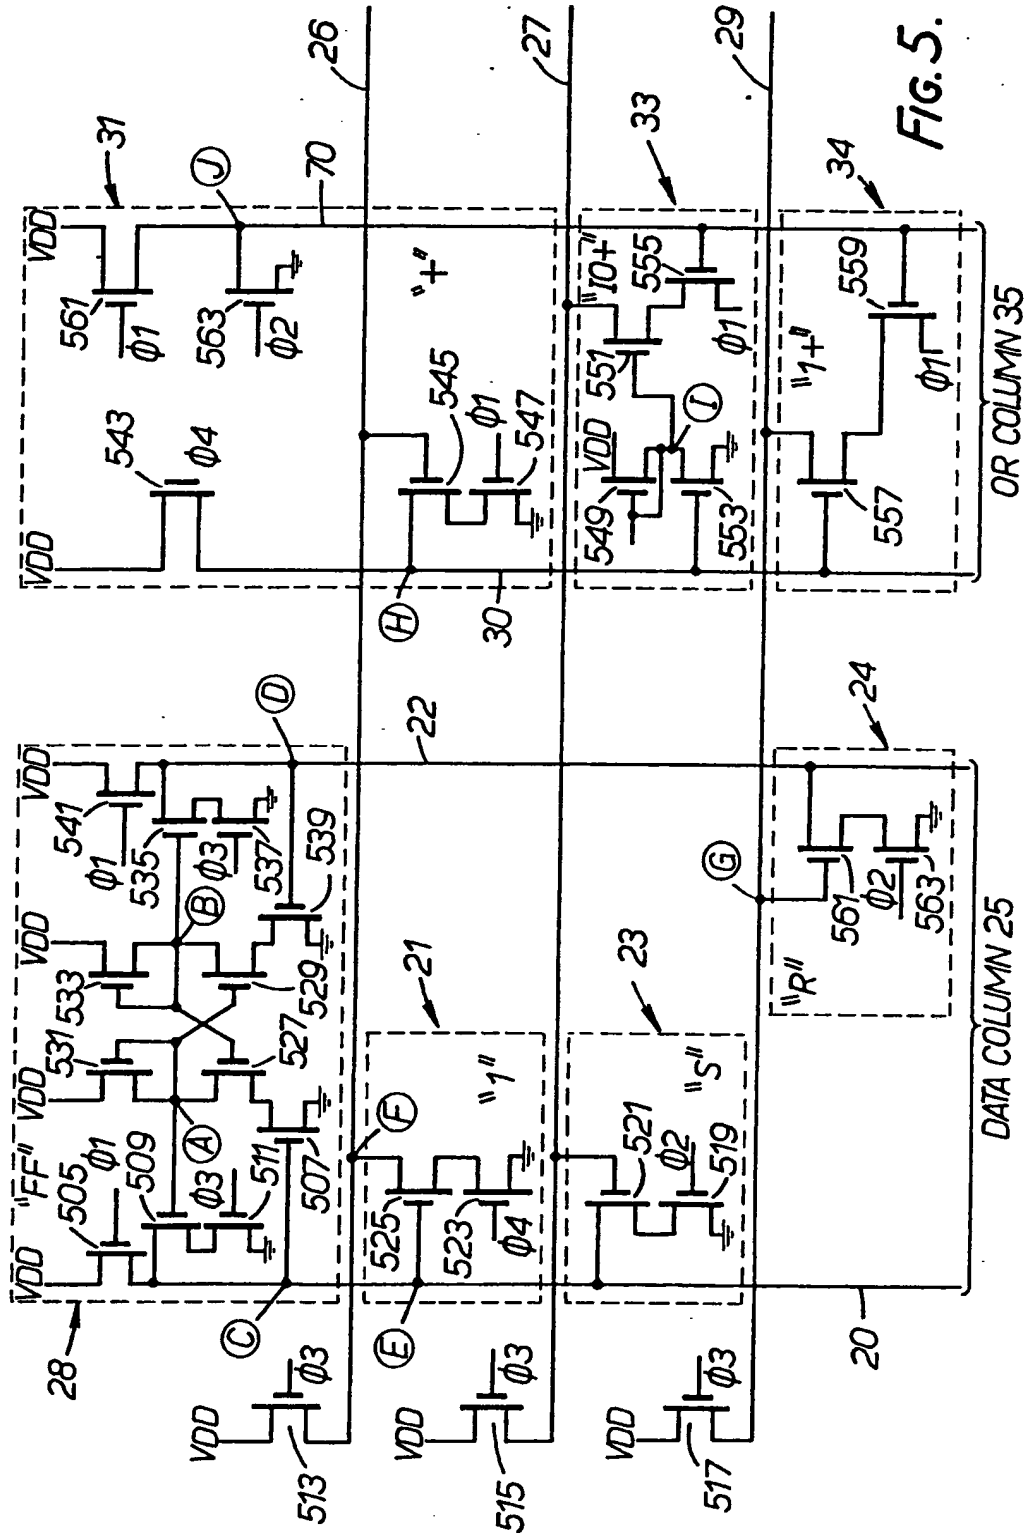 VDD
31
J
70
26
27
29
FIG. 5.
561
Φ1
563
Φ2
"+"
33
34
543
Φ4
545
Φ1
547
"10+"
555
551
Φ1
VDD
549
I
553
"1+"
559
Φ1
557
VDD
H
30
OR COLUMN 35
VDD
541
Φ1
535
Φ3
537
539
D
22
24
B
VDD
533
529
531
527
VDD
A
"FF"
505
Φ1
509
Φ3
511
507
VDD
28
C
G
561
Φ2
563
"R"
21
23
F
"1"
525
523
Φ4
E
"S"
521
Φ2
519
20
DATA COLUMN 25
VDD
513
Φ3
VDD
515
Φ3
VDD
517
Φ3